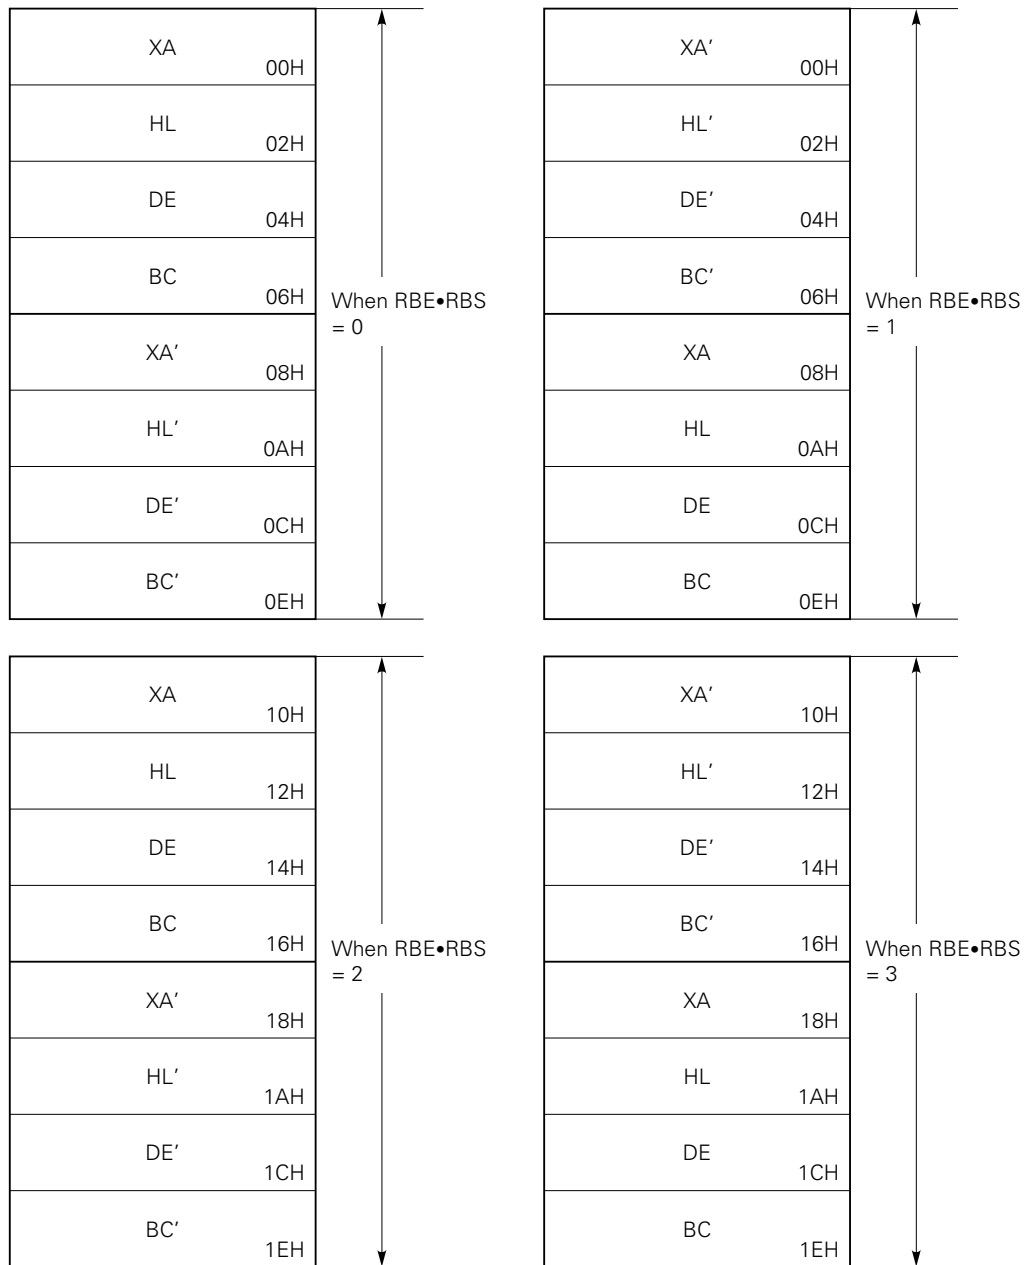 XA
00H
HL
02H
DE
04H
BC
06H
XA’
08H
HL’
0AH
DE’
0CH
BC’
0EH
When RBE•RBS
= 0
XA’
00H
HL’
02H
DE’
04H
BC’
06H
XA
08H
HL
0AH
DE
0CH
BC
0EH
When RBE•RBS
= 1
XA
10H
HL
12H
DE
14H
BC
16H
XA’
18H
HL’
1AH
DE’
1CH
BC’
1EH
When RBE•RBS
= 2
XA’
10H
HL’
12H
DE’
14H
BC’
16H
XA
18H
HL
1AH
DE
1CH
BC
1EH
When RBE•RBS
= 3